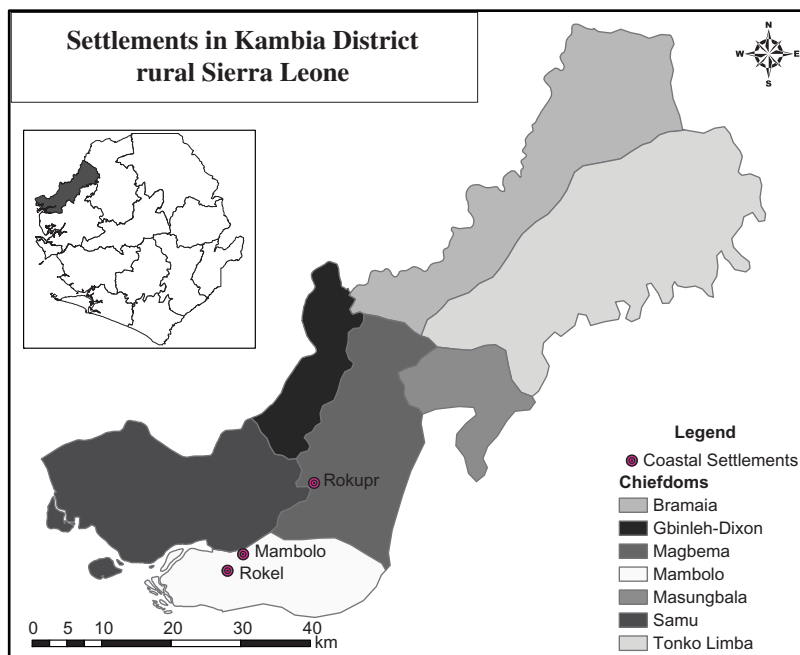 Settlements in Kambia District
rural Sierra Leone
N
W E
S
Rokupr
Mambolo
Rokel
Legend
Coastal Settlements
Chiefdoms
Bramaia
Gbinleh-Dixon
Magbema
Mambolo
Masungbala
Samu
Tonko Limba
0 5 10 20 30 40
km